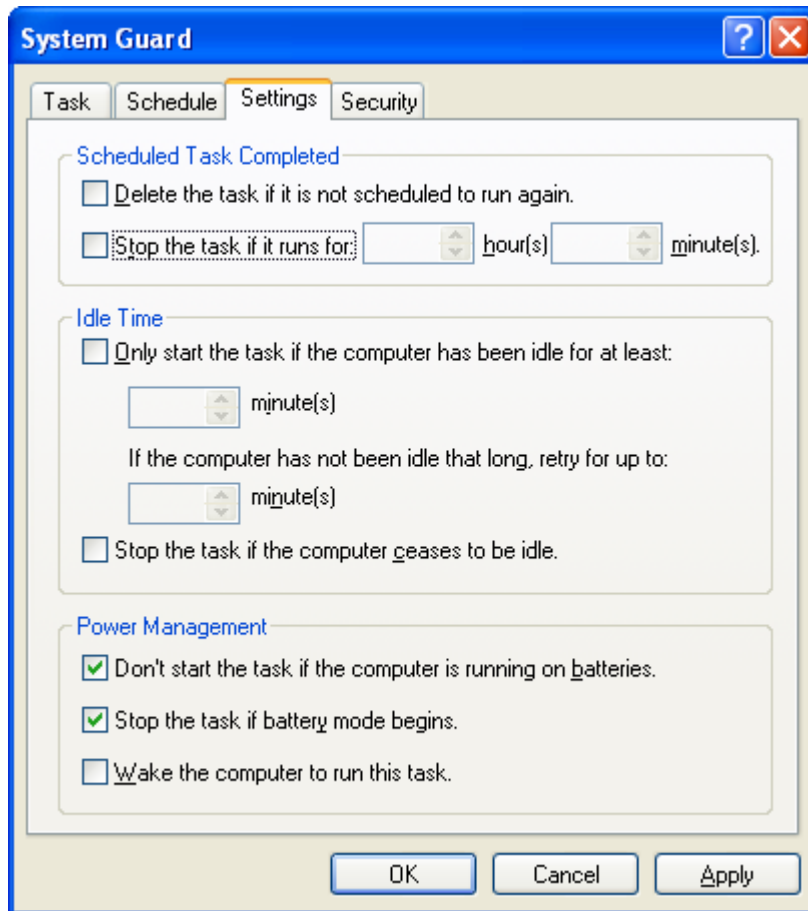 System Guard
Task Schedule Settings Security
Scheduled Task Completed
Delete the task if it is not scheduled to run again.
Stop the task if it runs for: hour(s) minute(s).
Idle Time
Only start the task if the computer has been idle for at least:
minute(s)
If the computer has not been idle that long, retry for up to:
minute(s)
Stop the task if the computer ceases to be idle.
Power Management
Don't start the task if the computer is running on batteries.
Stop the task if battery mode begins.
Wake the computer to run this task.
OK Cancel Apply